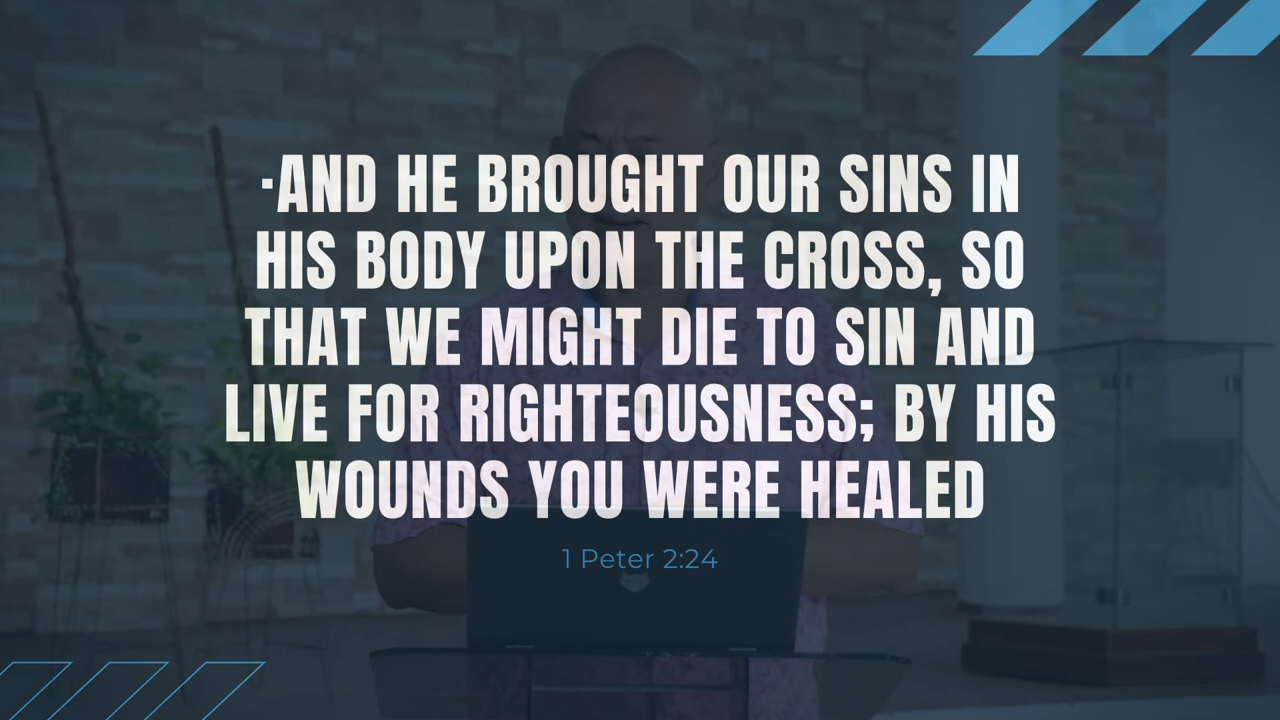 ·AND HE BROUGHT OUR SINS IN
HIS BODY UPON THE CROSS, SO
THAT WE MIGHT DIE TO SIN AND
LIVE FOR RIGHTEOUSNESS; BY HIS
WOUNDS YOU WERE HEALED
1 Peter 2:24